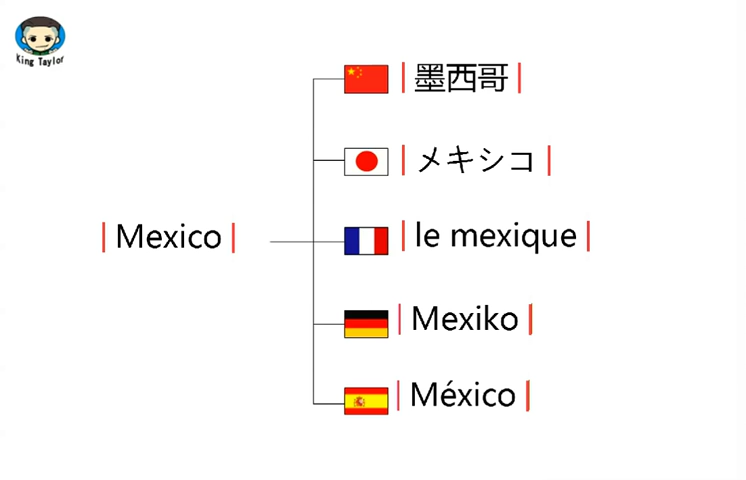 King Taylor
墨西哥
メキシコ
Mexico
le mexique
Mexiko
México